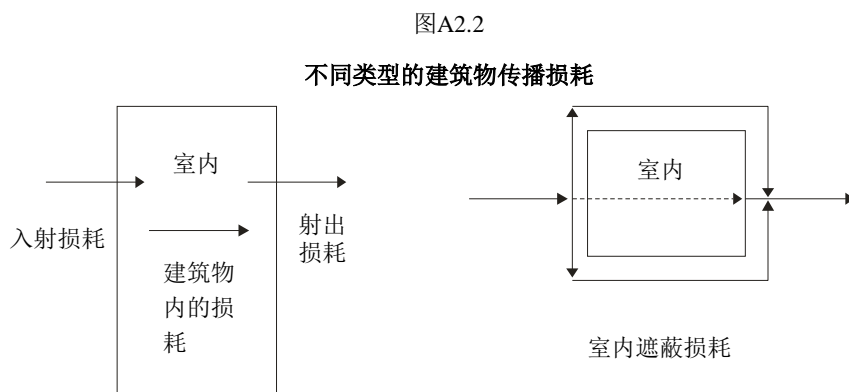 图A2.2
不同类型的建筑物传播损耗
室内
入射损耗
射出
损耗
建筑物
内的损
耗
室内
室内遮蔽损耗